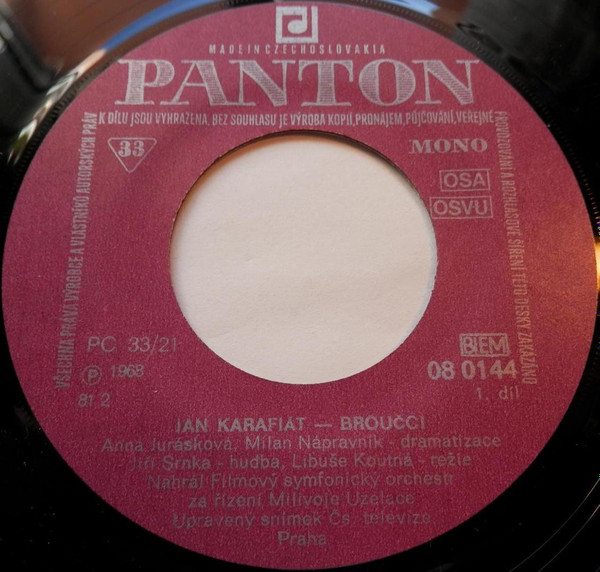 MADE IN CZECHOSLOVAKIA
PANTON
VŠECHNA PRÁVA VÝROBCE A VLASTNÍKŮ AUTORSKÝCH PRÁV
K DÍLU JSOU VYHRAŽENA. BEZ SOUHLASU JE VÝROBA KOPIÍ, PRONÁJEM, PŮJČOVÁNÍ, VEŘEJNÉ
PROVOZOVÁNÍ A ROZHLASOVÉ ŠÍŘENÍ TÉTO DESKY ZAKÁZÁNO
33
MONO
OSA
OSVU
PC 33/21
Ⓟ 1968
81 2
BIEM
08 0144
1. díl
JAN KARAFIÁT — BROUČCI
Anna Jurásková, Milan Nápravník - dramatizace
Jiří Srnka - hudba, Libuše Koutná - režie
Nahrál Filmový symfonický orchestr
za řízení Milivoje Uzelace
Upravený snímek Čs. televize
Praha